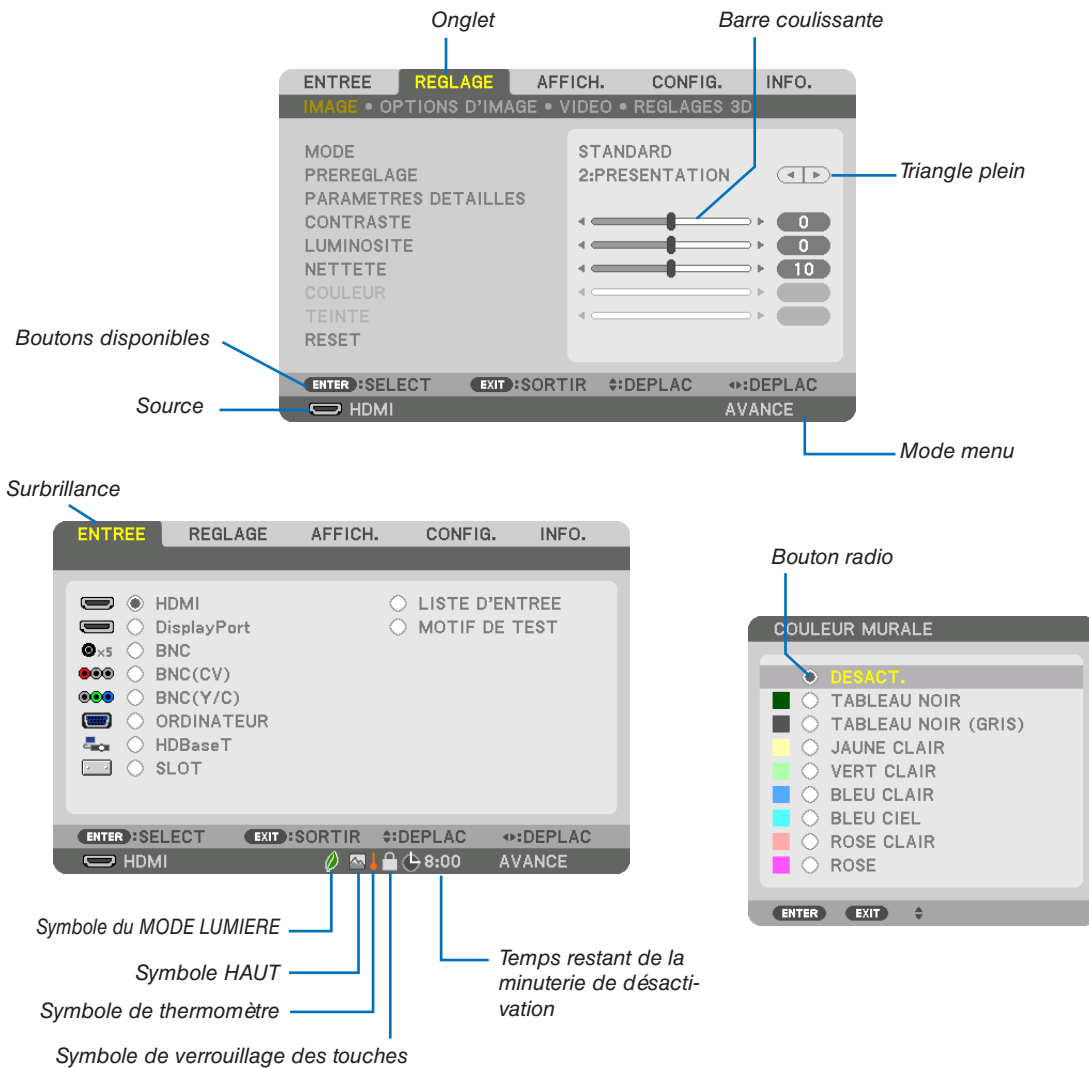 Onglet
Barre coulissante
ENTREE REGLAGE AFFICH. CONFIG. INFO.
IMAGE • OPTIONS D'IMAGE • VIDEO • REGLAGES 3D
MODE STANDARD
PREREGLAGE 2:PRESENTATION
Triangle plein
PARAMETRES DETAILLES
CONTRASTE 0
LUMINOSITE 0
NETTETE 10
COULEUR
TEINTE
RESET
Boutons disponibles
ENTER :SELECT EXIT :SORTIR :DEPLAC :DEPLAC
Source
HDMI AVANCE
Mode menu
Surbrillance
ENTREE REGLAGE AFFICH. CONFIG. INFO.
HDMI LISTE D'ENTREE
DisplayPort MOTIF DE TEST
x5 BNC
BNC(CV)
BNC(Y/C)
ORDINATEUR
HDBaseT
SLOT
ENTER :SELECT EXIT :SORTIR :DEPLAC :DEPLAC
HDMI 8:00 AVANCE
Bouton radio
COULEUR MURALE
DESACT.
TABLEAU NOIR
TABLEAU NOIR (GRIS)
JAUNE CLAIR
VERT CLAIR
BLEU CLAIR
BLEU CIEL
ROSE CLAIR
ROSE
ENTER EXIT
Symbole du MODE LUMIERE
Symbole HAUT
Symbole de thermomètre
Symbole de verrouillage des touches
Temps restant de la
minuterie de désacti-
vation